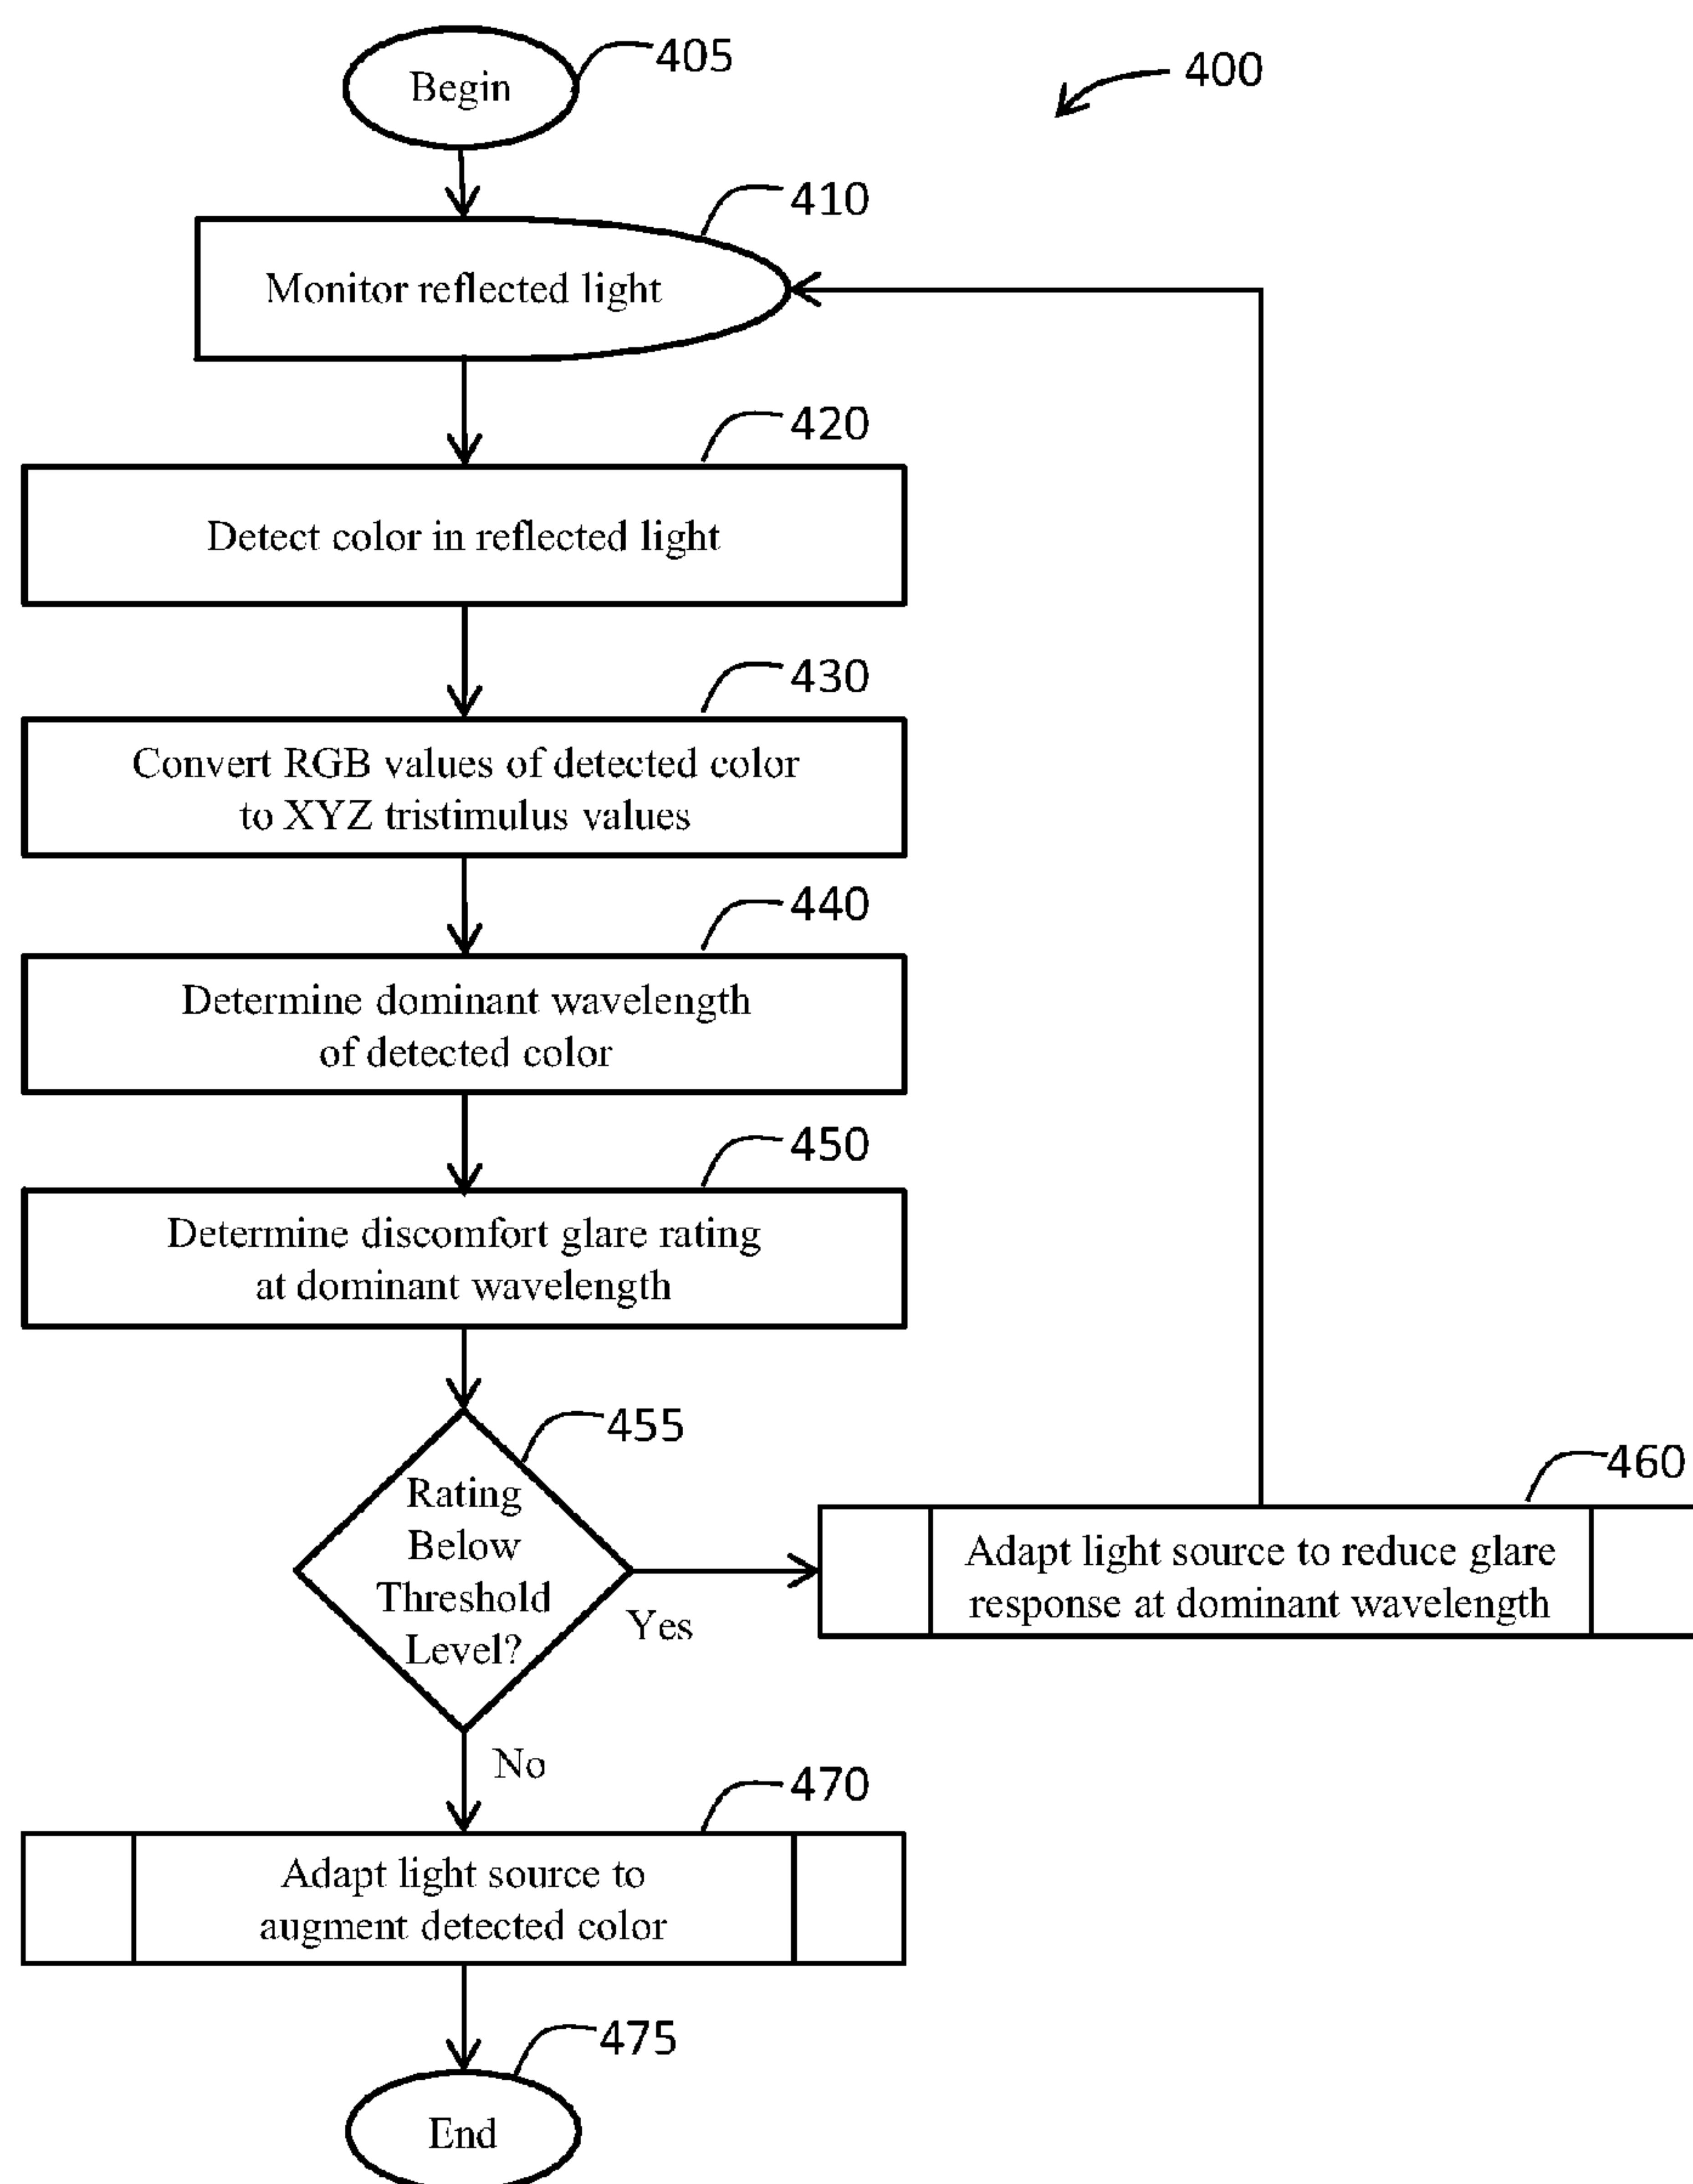 Begin
405
400
410
Monitor reflected light
420
Detect color in reflected light
430
Convert RGB values of detected color
to XYZ tristimulus values
440
Determine dominant wavelength
of detected color
450
Determine discomfort glare rating
at dominant wavelength
455
Rating
Below
Threshold
Level?
Yes
460
Adapt light source to reduce glare
response at dominant wavelength
No
470
Adapt light source to
augment detected color
475
End